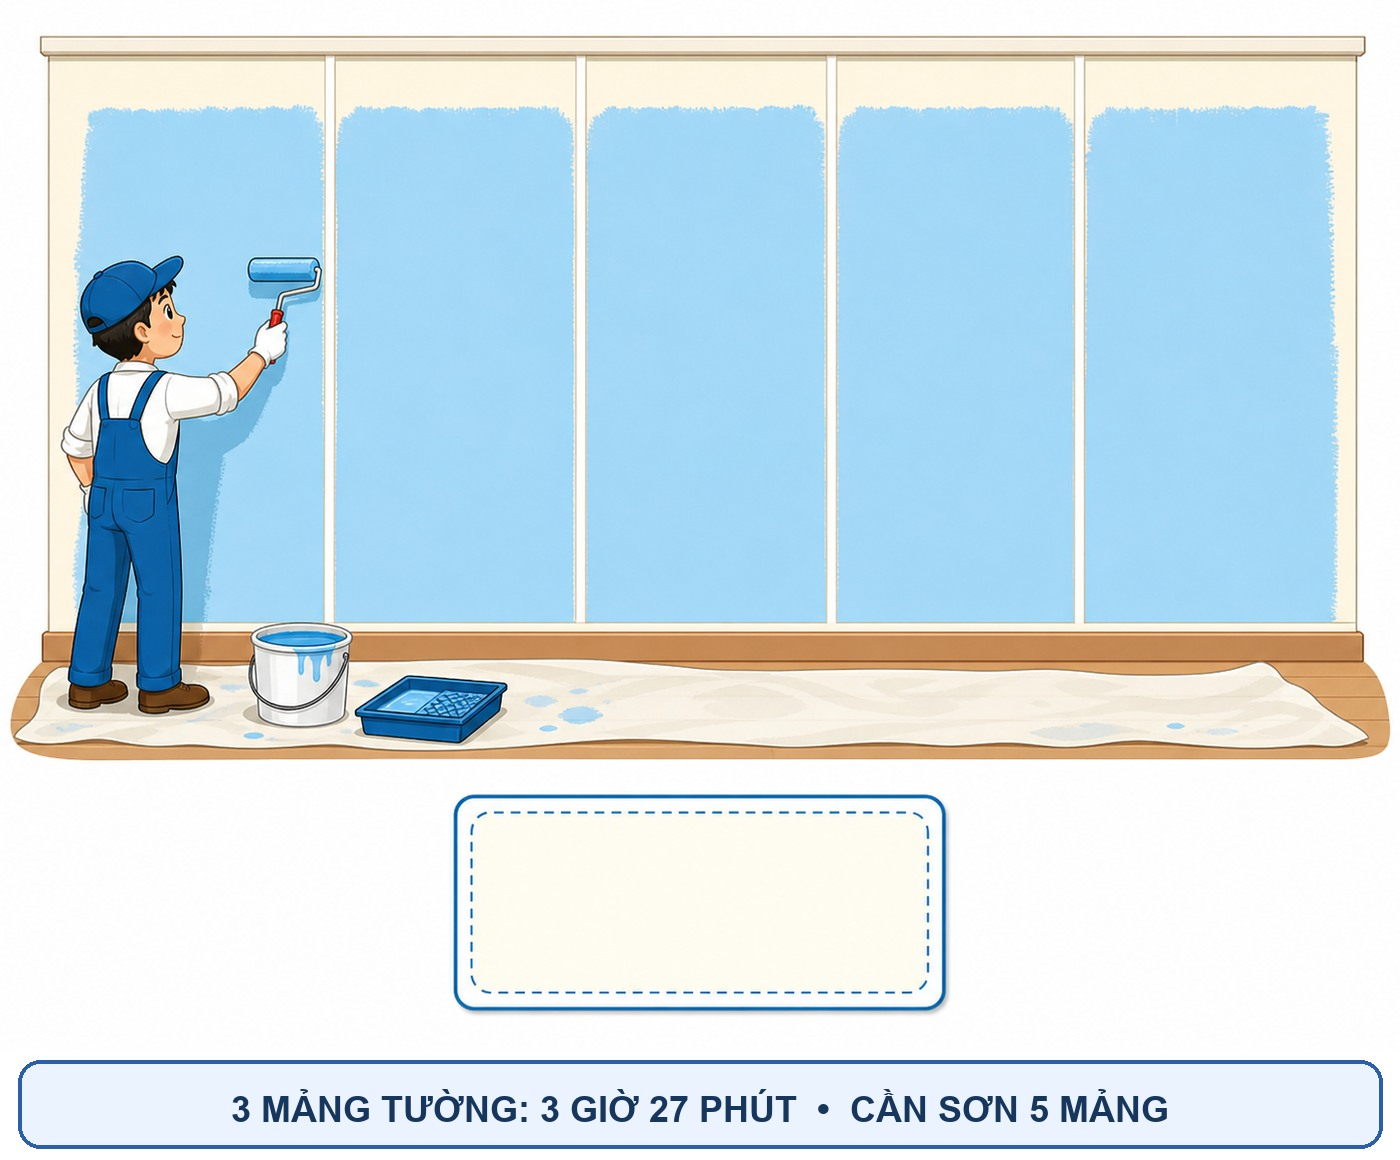 3 MẢNG TƯỜNG: 3 GIỜ 27 PHÚT • CẦN SƠN 5 MẢNG